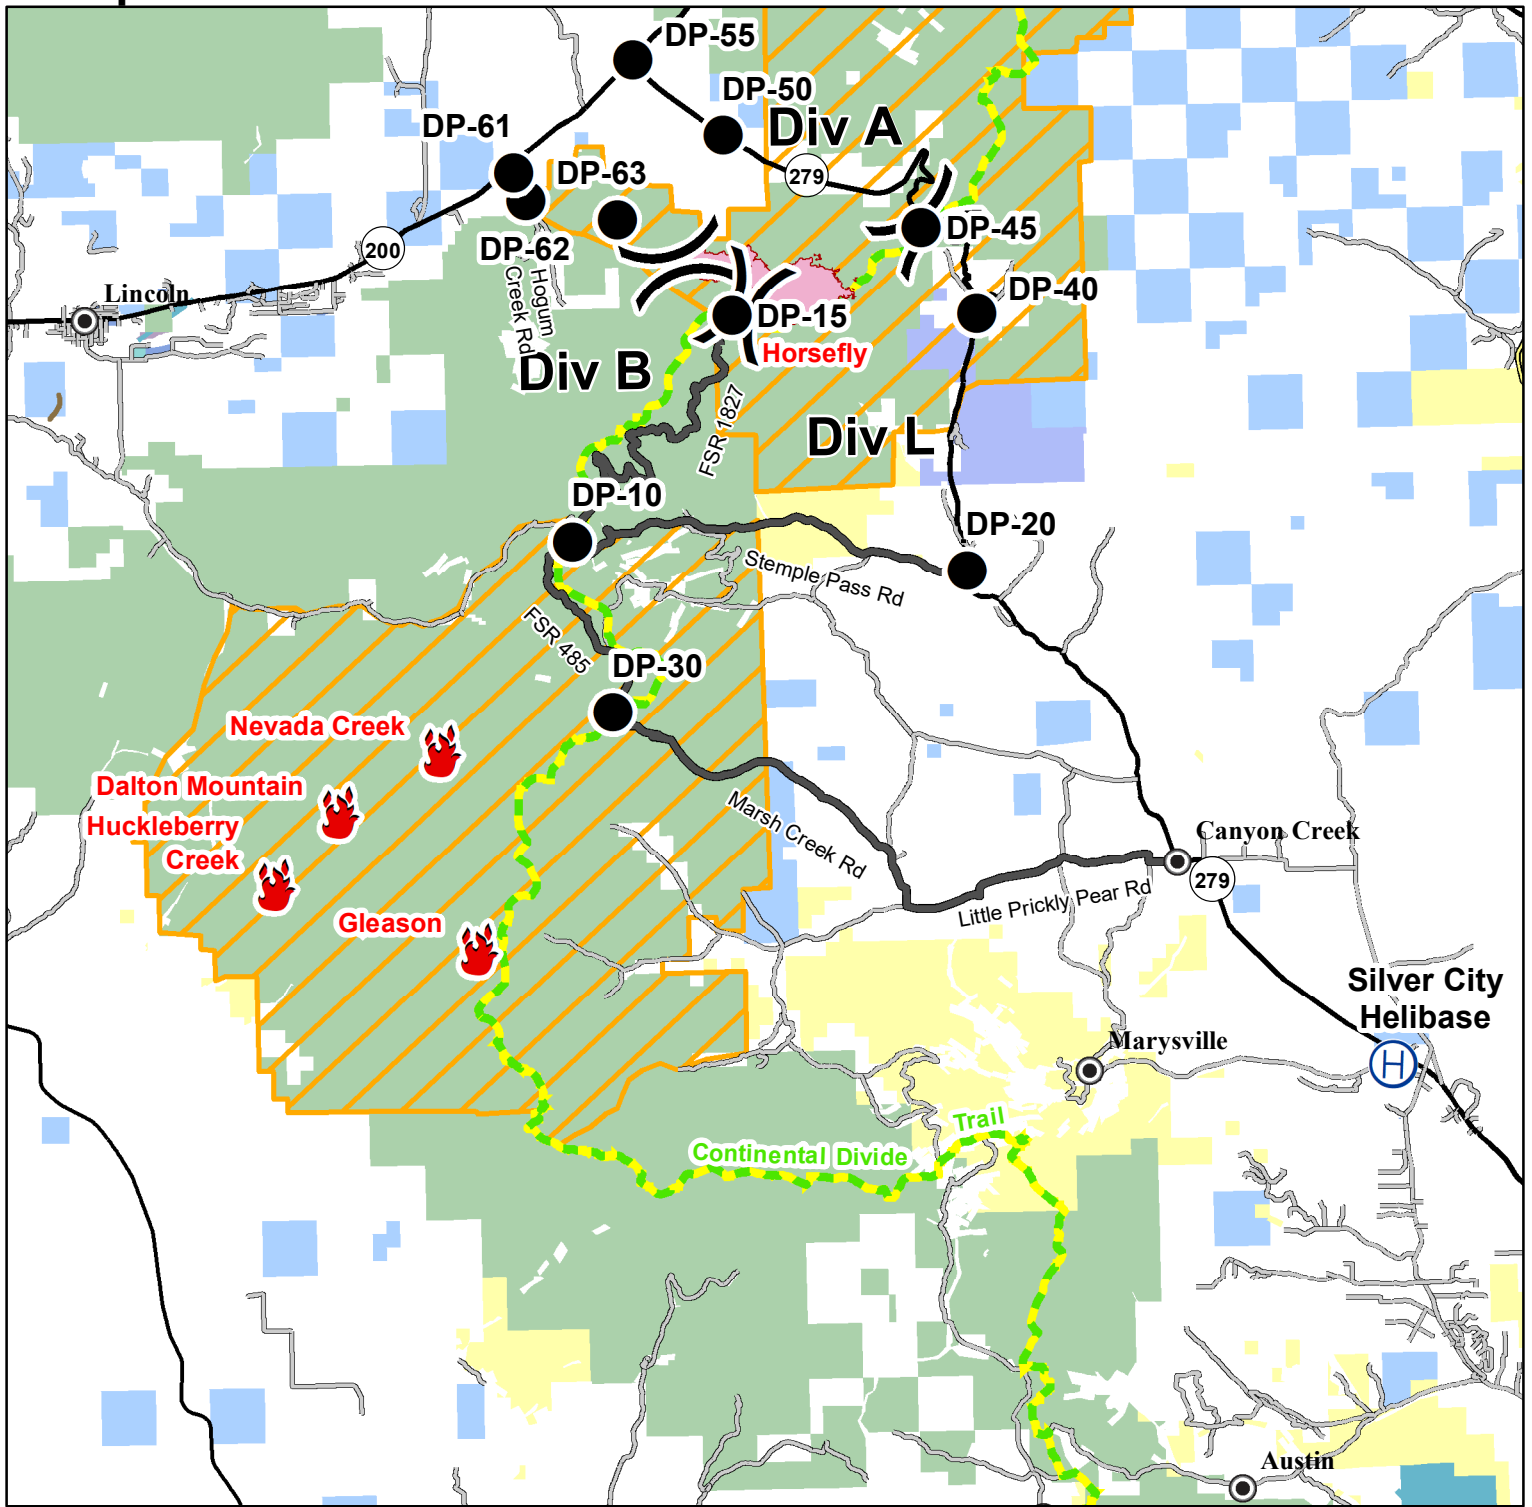 DP-55
DP-50
Div A
DP-61
DP-63
279
DP-62
DP-45
200
Hogum
Creek Rd
Lincoln
DP-40
DP-15
Horsefly
Div B
FSR 1827
Div L
DP-10
DP-20
Stemple Pass Rd
FSR 485
DP-30
Nevada Creek
Dalton Mountain
Huckleberry
Creek
Marsh Creek Rd
Canyon Creek
279
Little Prickly Pear Rd
Gleason
Silver City
Helibase
H
Marysville
Trail
Continental Divide
Austin